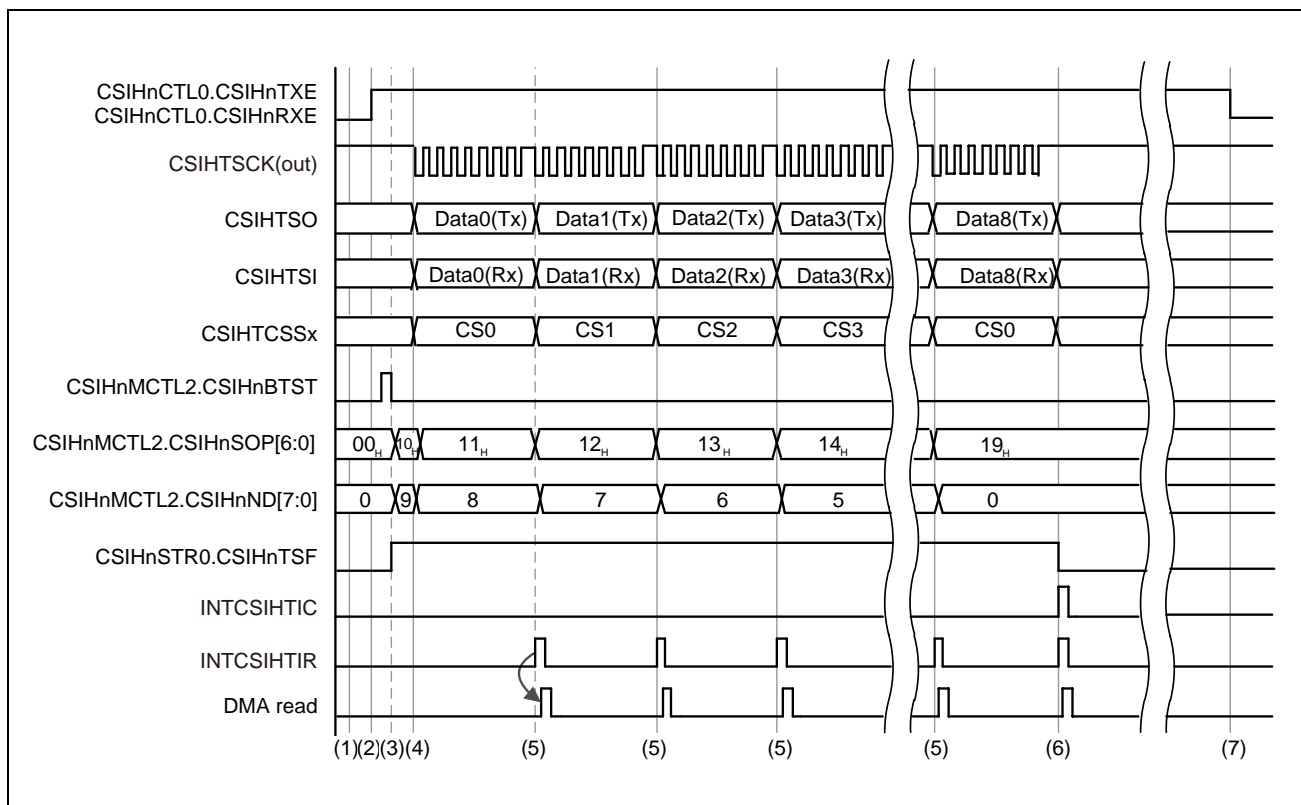 CSIHnCTL0.CSIHnTXE
CSIHnCTL0.CSIHnRXE
CSIHTSCK(out)
CSIHTSO Data0(Tx) Data1(Tx) Data2(Tx) Data3(Tx) Data8(Tx)
CSIHTSI Data0(Rx) Data1(Rx) Data2(Rx) Data3(Rx) Data8(Rx)
CSIHTCSSx CS0 CS1 CS2 CS3 CS0
CSIHnMCTL2.CSIHnBTST
CSIHnMCTL2.CSIHnSOP[6:0] 00H 10H 11H 12H 13H 14H 19H
CSIHnMCTL2.CSIHnND[7:0] 0 9 8 7 6 5 0
CSIHnSTR0.CSIHnTSF
INTCSIHTIC
INTCSIHTIR
DMA read
(1)(2)(3)(4) (5) (5) (5) (5) (6) (7)